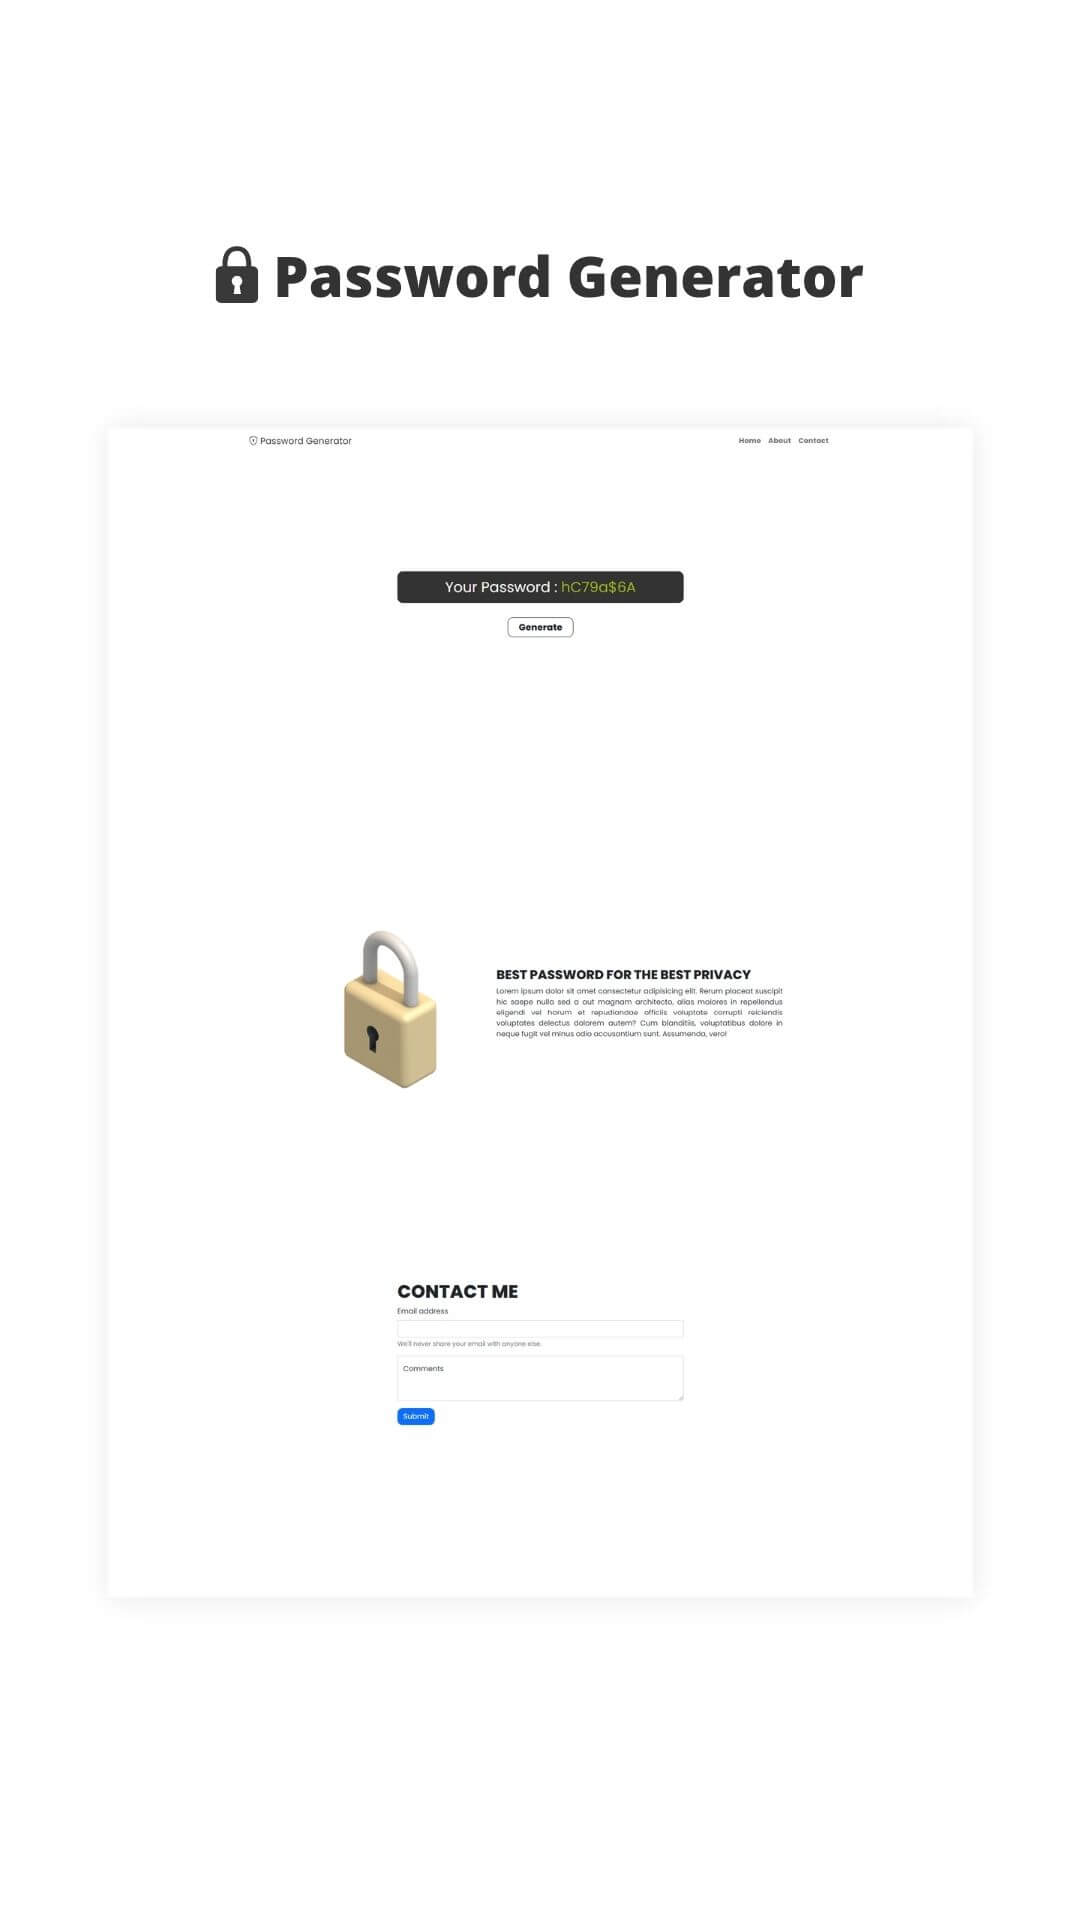 Password Generator
Password Generator
Home About Contact
Your Password : hC79a$6A
Generate
BEST PASSWORD FOR THE BEST PRIVACY
Lorem ipsum dolor sit amet consectetur adipisicing elit. Rerum placeat suscipit
hic saepe nulla sed a aut magnam architecto, alias maiores in repellendus
eligendi vel harum et repudiandae officiis voluptate corrupti reiciendis
voluptates delectus dolorem autem? Cum blanditiis, voluptatibus dolore in
neque fugit vel minus odio accusantium sunt. Assumenda, vero!
CONTACT ME
Email address
We'll never share your email with anyone else.
Comments
Submit